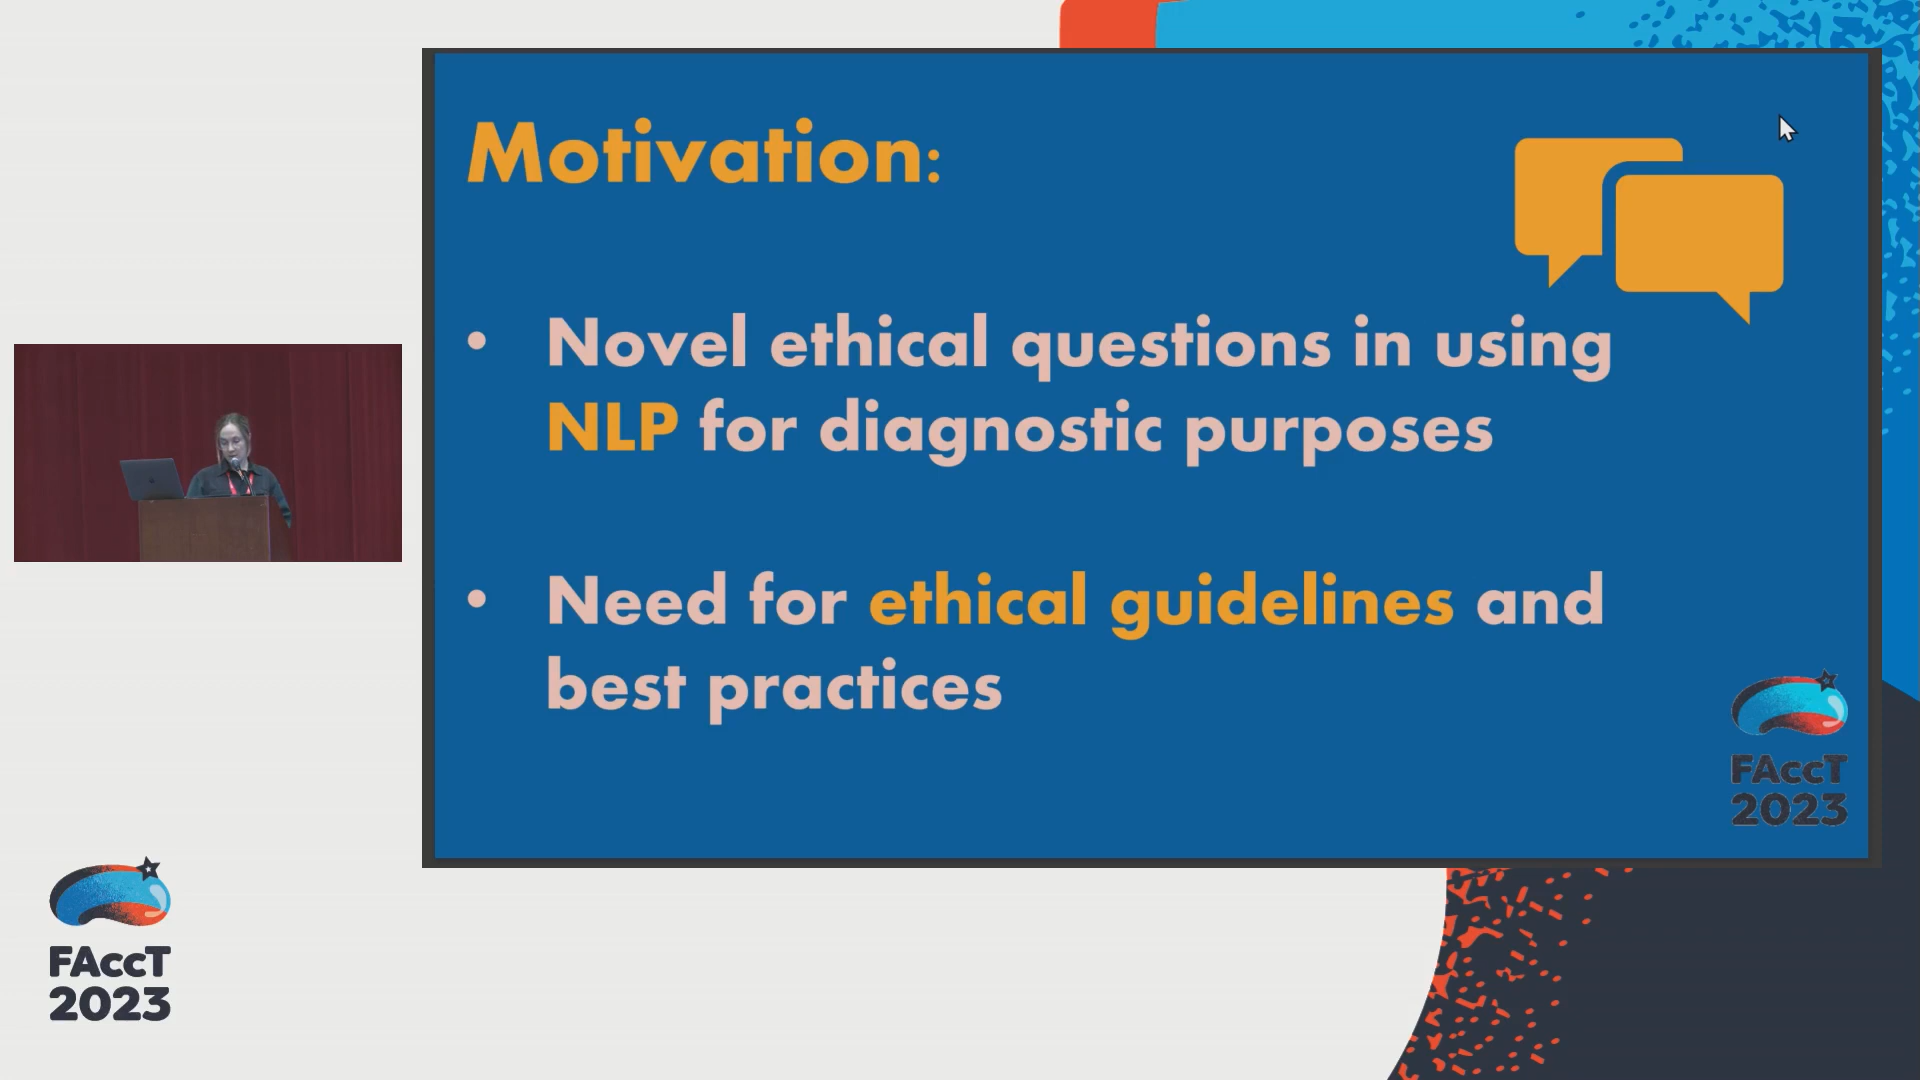 Motivation:
• Novel ethical questions in using
NLP for diagnostic purposes
• Need for ethical guidelines and
best practices
FAccT
2023
FAccT
2023